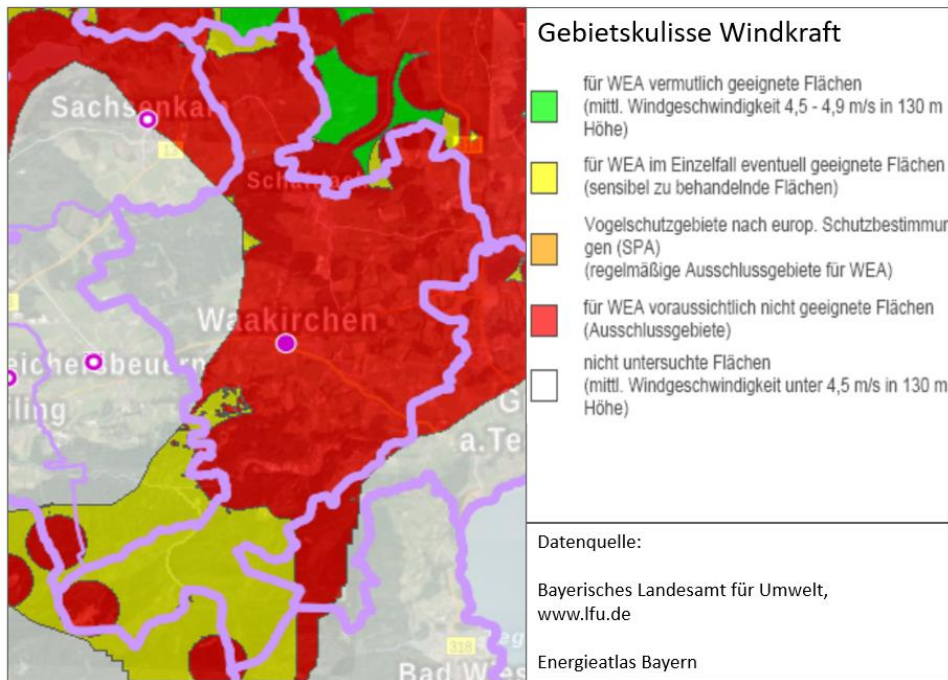 Gebietskulisse Windkraft
für WEA vermutlich geeignete Flächen
(mittl. Windgeschwindigkeit 4,5 - 4,9 m/s in 130 m
Höhe)
für WEA im Einzelfall eventuell geeignete Flächen
(sensibel zu behandelnde Flächen)
Vogelschutzgebiete nach europ. Schutzbestimmun
gen (SPA)
(regelmäßige Ausschlussgebiete für WEA)
für WEA voraussichtlich nicht geeignete Flächen
(Ausschlussgebiete)
nicht untersuchte Flächen
(mittl. Windgeschwindigkeit unter 4,5 m/s in 130 m
Höhe)
Datenquelle:
Bayerisches Landesamt für Umwelt,
www.lfu.de
Energieatlas Bayern
Sachsenkam
13
Waakirchen
eichersbeuern
iling
G
a.Te
318
Bad Wies